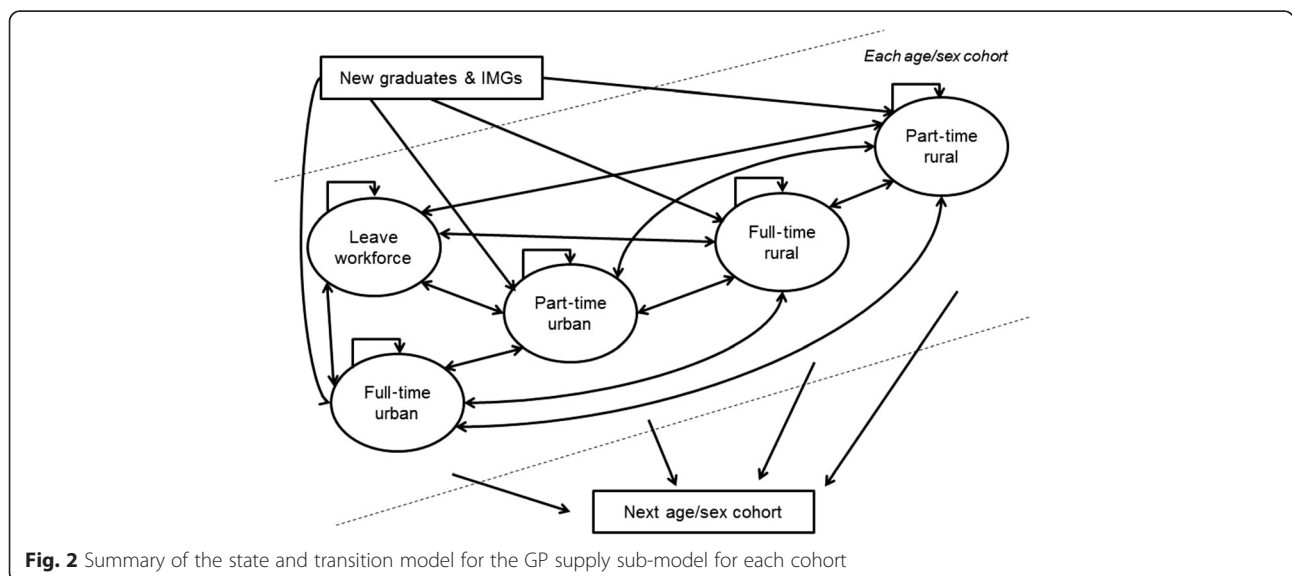 New graduates & IMGs
Each age/sex cohort
Part-time
rural
Full-time
rural
Leave
workforce
Part-time
urban
Full-time
urban
Next age/sex cohort
Fig. 2 Summary of the state and transition model for the GP supply sub-model for each cohort